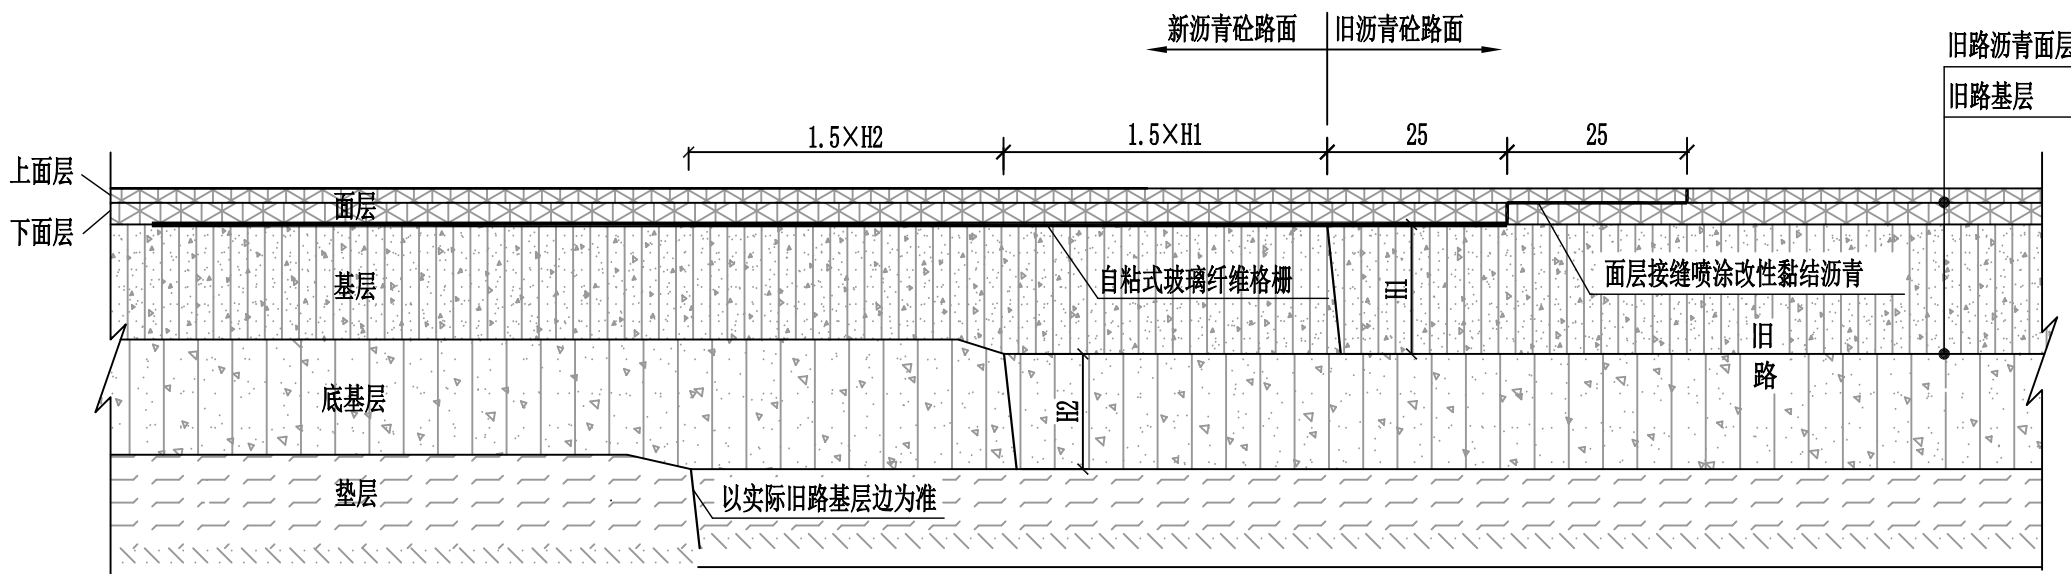 新沥青砼路面
旧沥青砼路面
旧路沥青面层
旧路基层
1.5×H2
1.5×H1
25
25
上面层
面层
下面层
基层
自粘式玻璃纤维格栅
H1
面层接缝喷涂改性黏结沥青
旧
路
底基层
H2
垫层
以实际旧路基层边为准